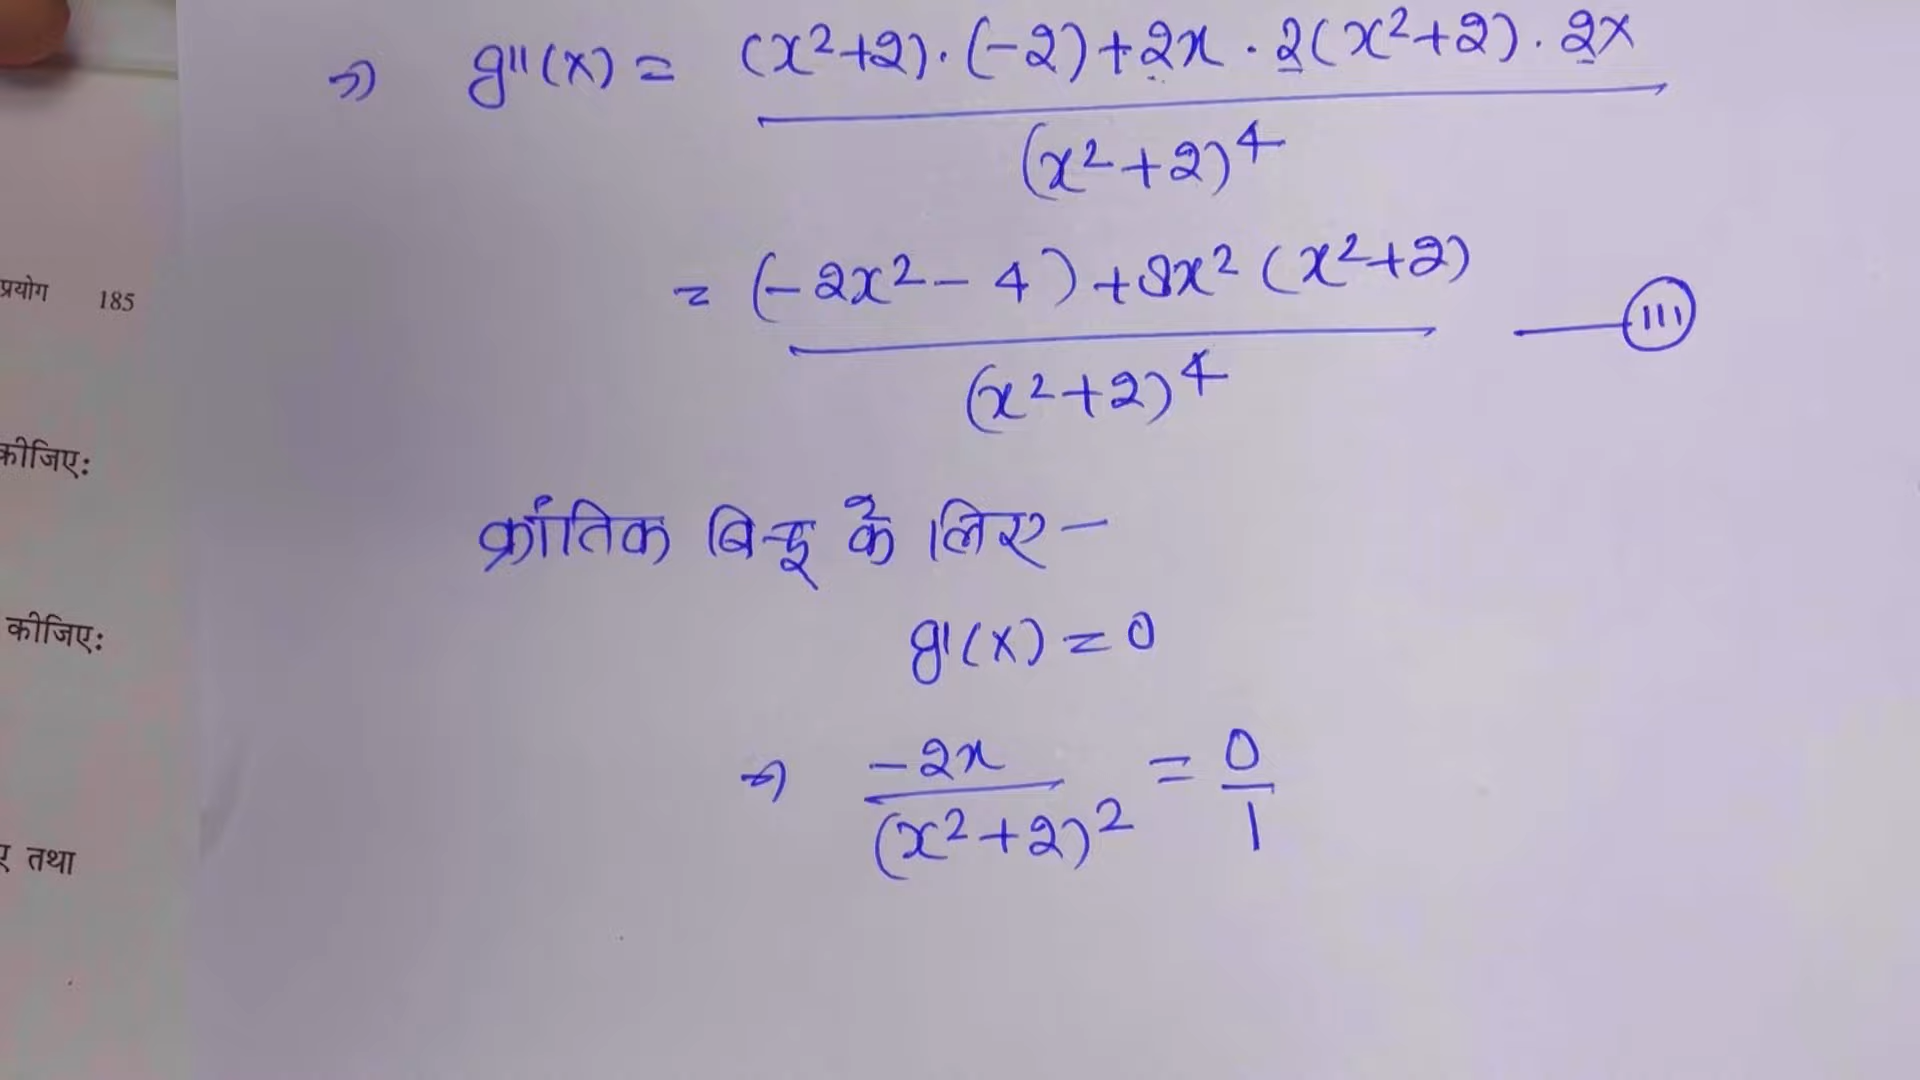 ⇒ g''(x) = (x²+2)·(-2)+2x · 2(x²+2) · 2x
(x²+2)⁴
= (-2x²- 4)+8x² (x²+2)
(x²+2)⁴
III
प्रयोग 185
कीजिए:
क्रांतिक बिन्दू के लिए -
कीजिए:
g'(x) = 0
⇒ -2x / (x²+2)² = 0 / 1
तथा